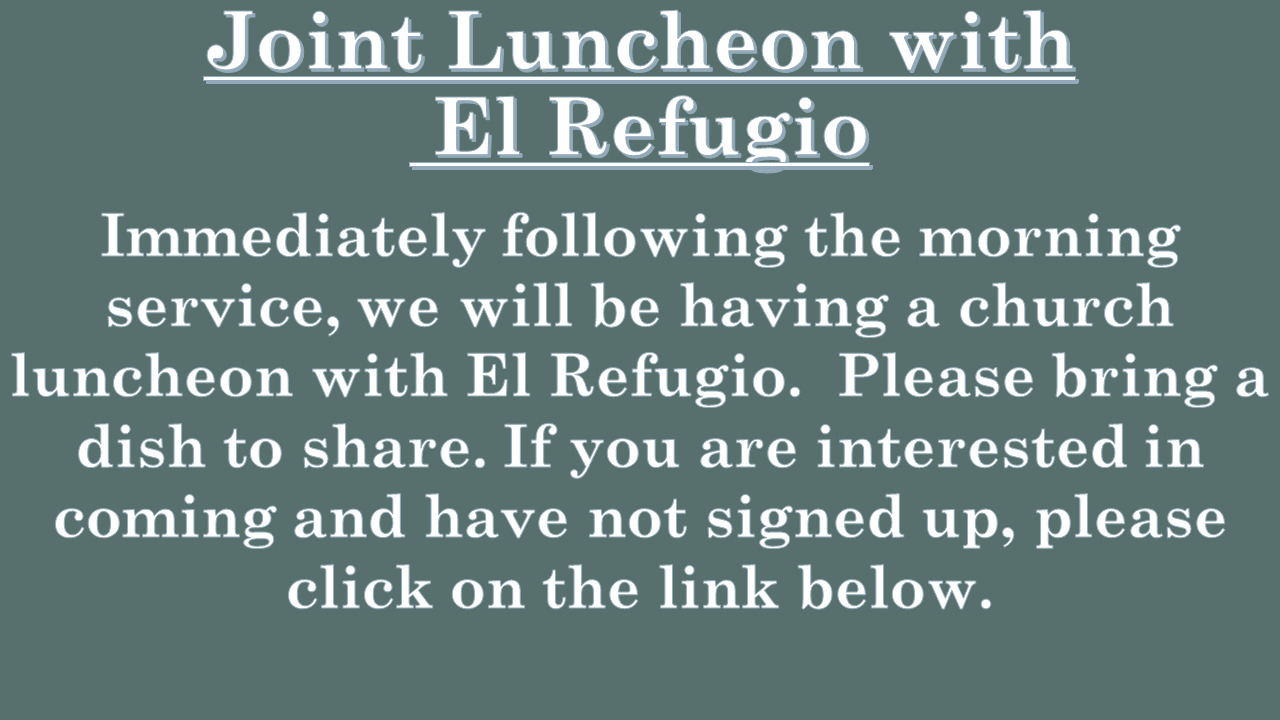 Joint Luncheon with
El Refugio
Immediately following the morning
service, we will be having a church
luncheon with El Refugio.  Please bring a
dish to share. If you are interested in
coming and have not signed up, please
click on the link below.